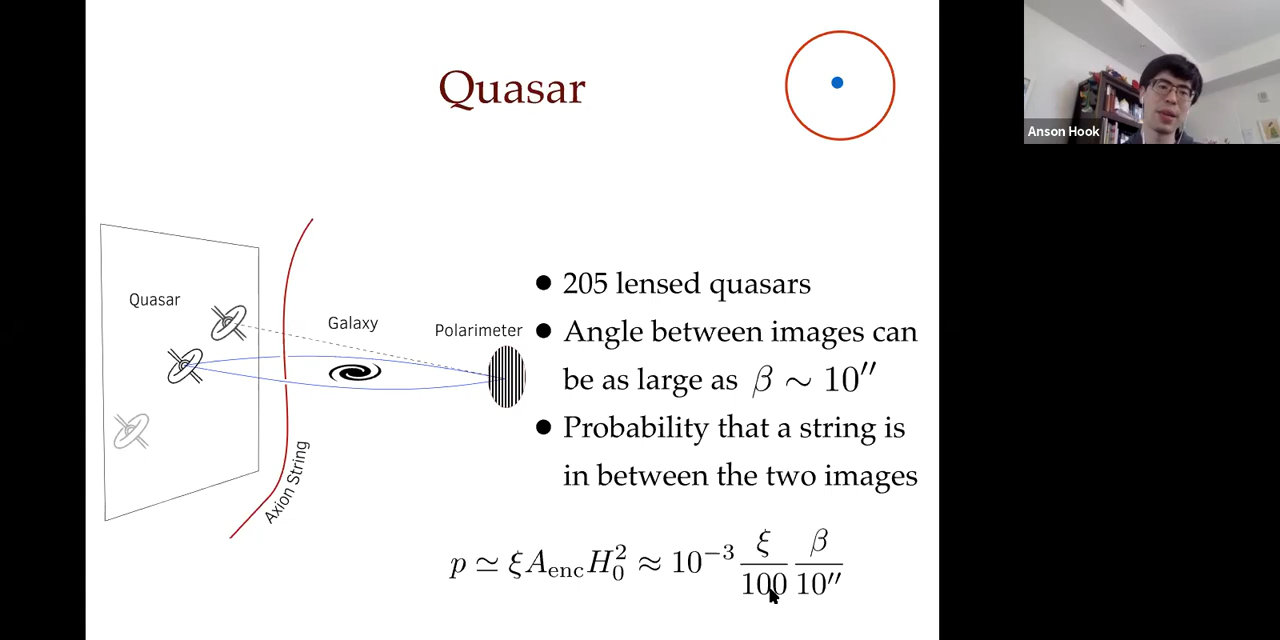 Quasar
Anson Hook
Quasar
Galaxy
Polarimeter
Axion String
● 205 lensed quasars
● Angle between images can
be as large as β ∼ 10′′
● Probability that a string is
in between the two images
p ≃ ξA_enc H_0^2 ≈ 10^{−3} ξ/100 β/10′′